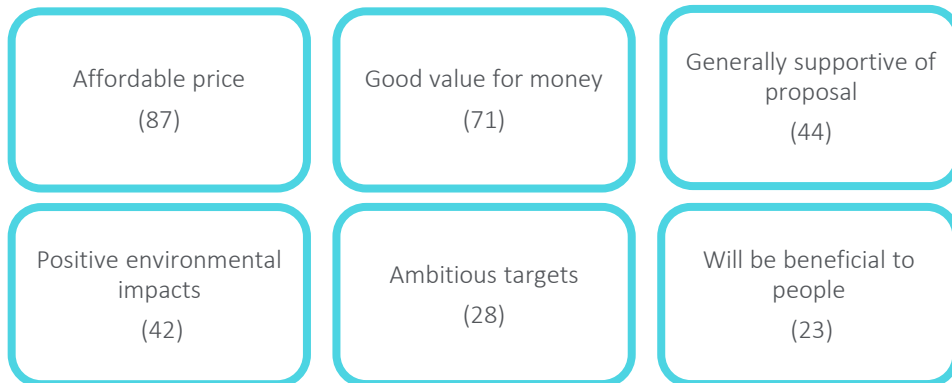 Affordable price
(87)
Good value for money
(71)
Generally supportive of
proposal
(44)
Positive environmental
impacts
(42)
Ambitious targets
(28)
Will be beneficial to
people
(23)